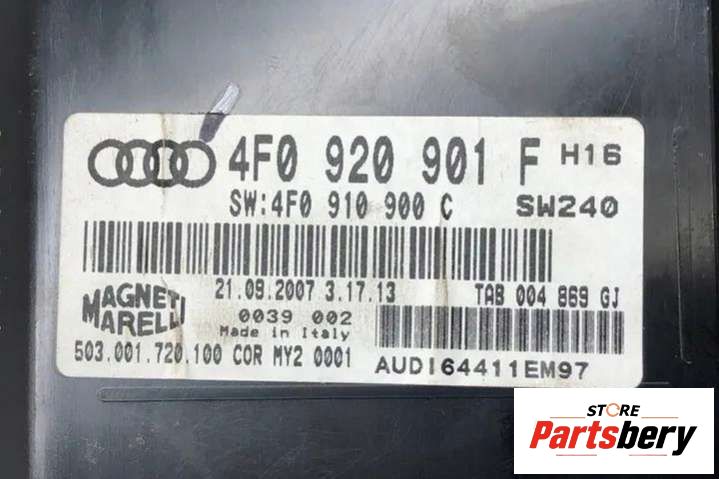 4F0 920 901 F H16
SW:4F0 910 900 C SW240
21.09.2007 3.17.13 TAB 004 869 GJ
MAGNETI
MARELLI
0039 002
Made in Italy
503.001.720.100 COR MY2 0001
AUDI64411EM97
STORE
Partsbery